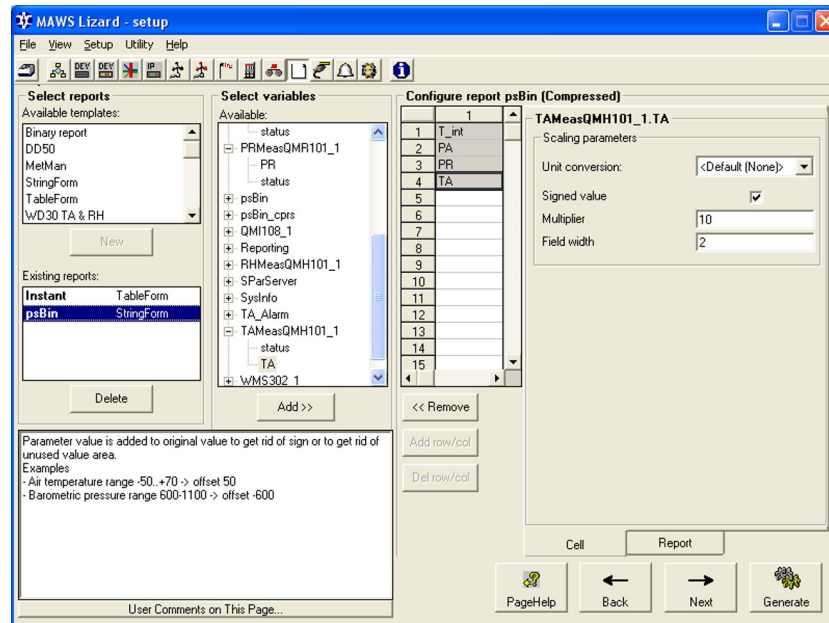 MAWS Lizard - setup
File View Setup Utility Help
Select reports
Available templates:
Binary report
DD50
MetMan
StringForm
TableForm
WD30 TA & RH
New
Existing reports:
Instant TableForm
psBin StringForm
Delete
Select variables
Available:
status
PRMeasQMR101_1
PR
status
psBin
psBin_cprs
QMI108_1
Reporting
RHMeasQMH101_1
SParServer
SysInfo
TA_Alarm
TAMeasQMH101_1
status
TA
WMS302_1
Add >>
Configure report psBin (Compressed)
1
1 T_int
2 PA
3 PR
4 TA
5
6
7
8
9
10
11
12
13
14
15
<< Remove
Add row/col
Del row/col
TAMeasQMH101_1.TA
Scaling parameters
Unit conversion: <Default (None)>
Signed value
Multiplier 10
Field width 2
Cell Report
Parameter value is added to original value to get rid of sign or to get rid of
unused value area.
Examples
- Air temperature range -50..+70 -> offset 50
- Barometric pressure range 600-1100 -> offset -600
User Comments on This Page...
PageHelp Back Next Generate